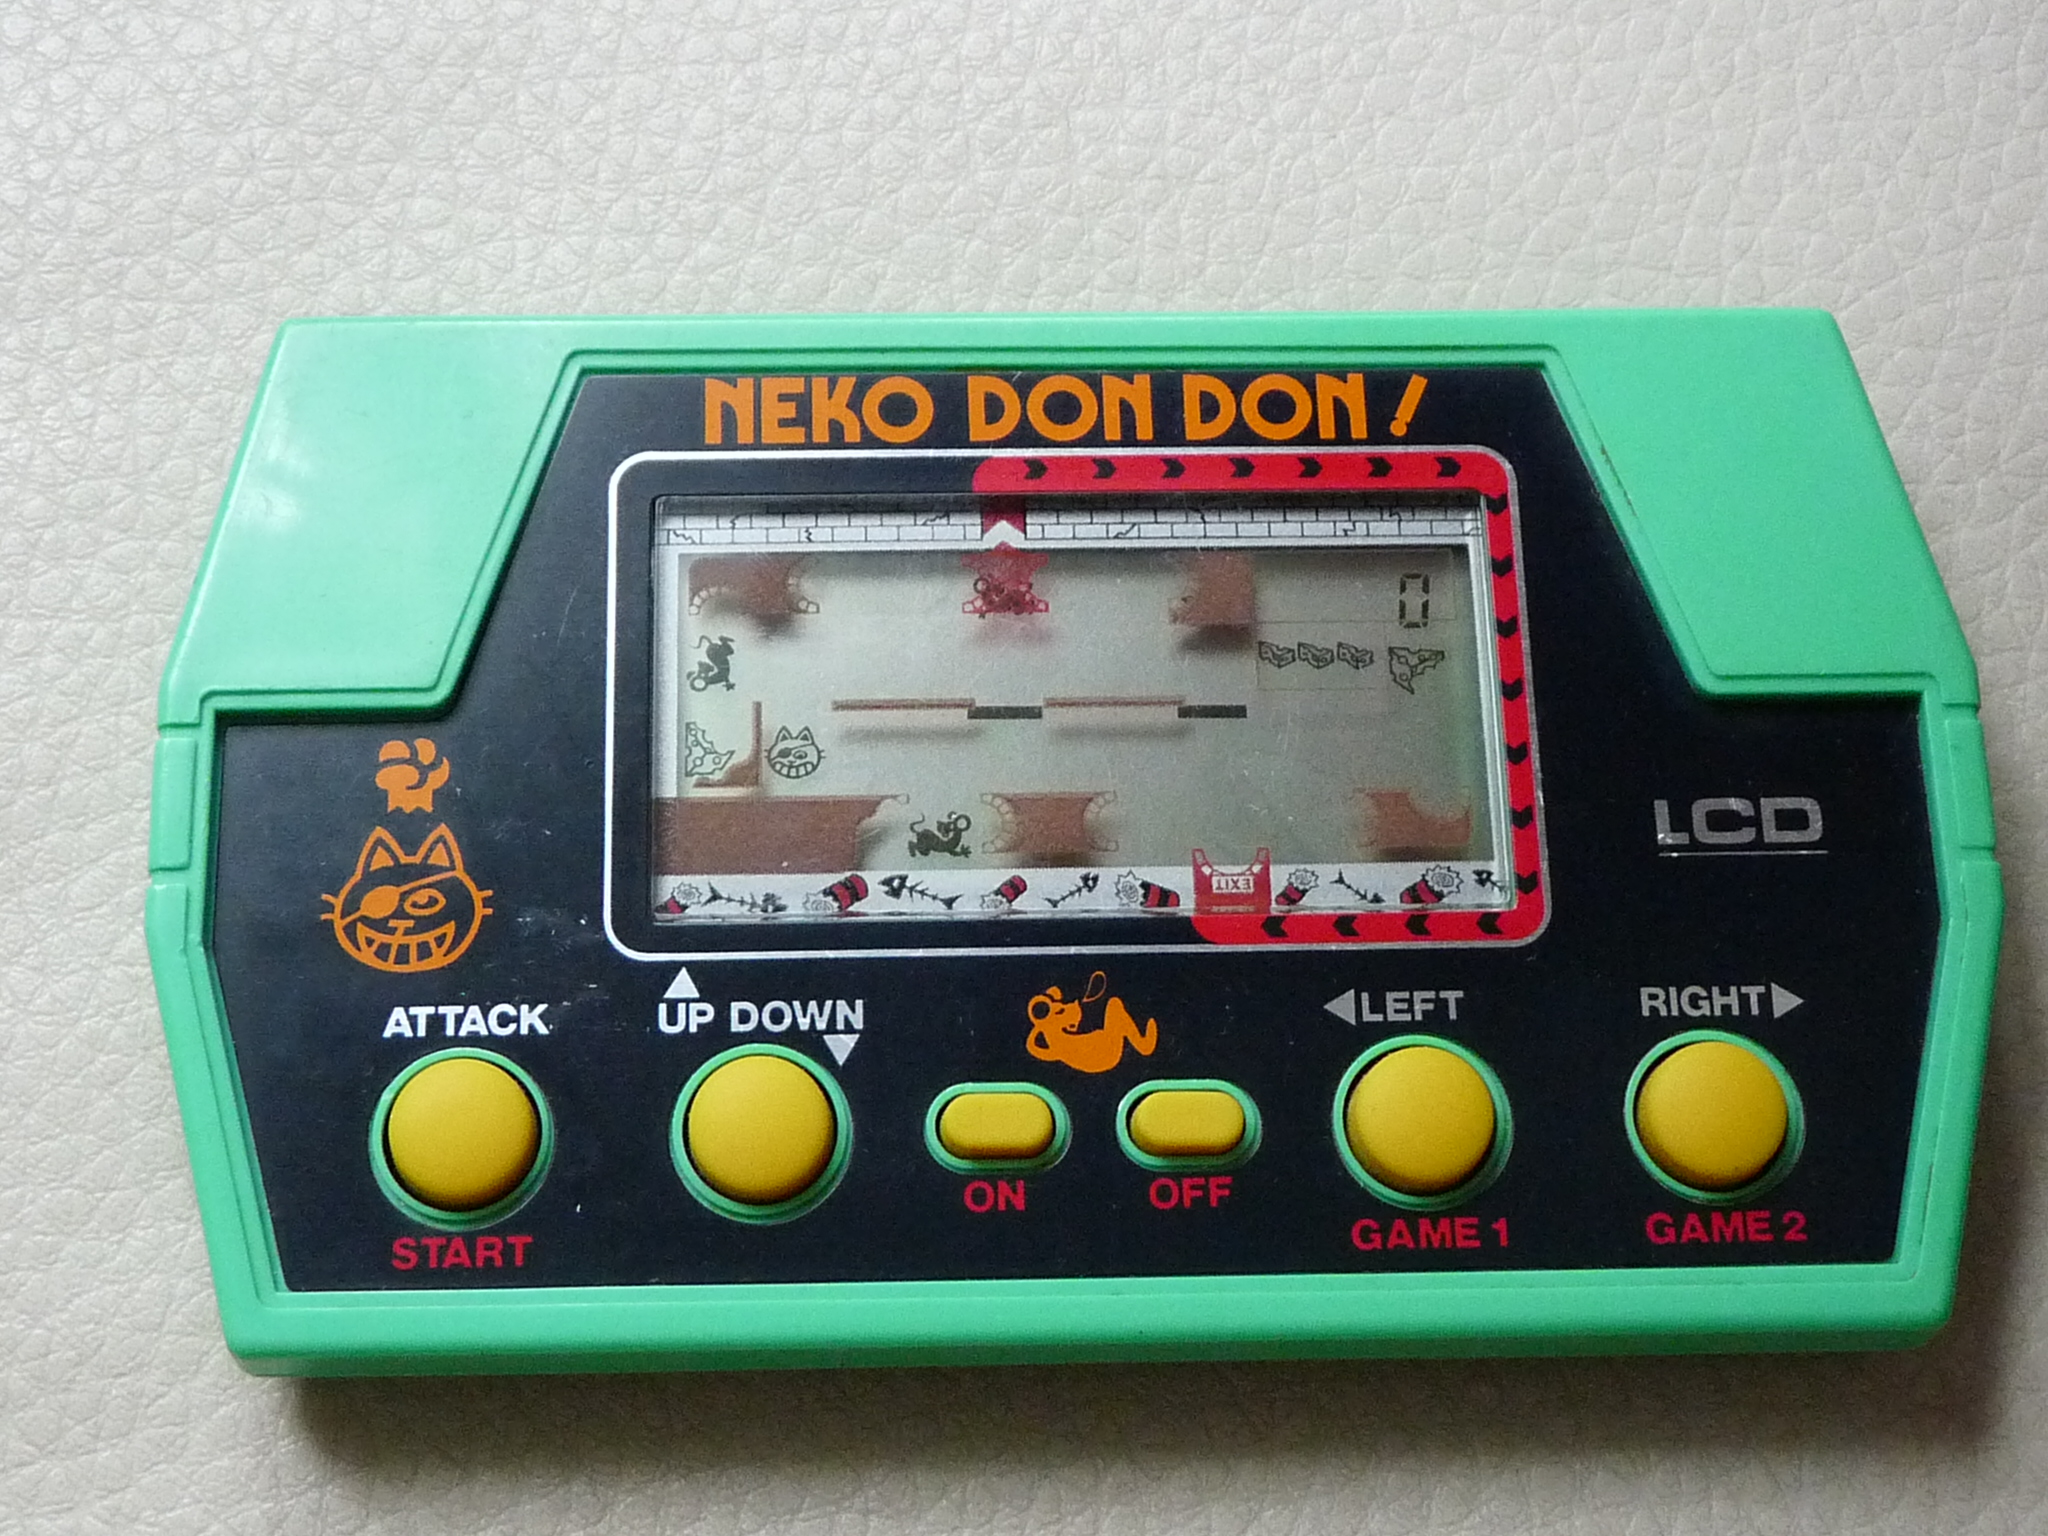 NEKO DON DON!
0
EXIT
LCD
ATTACK
UP DOWN
LEFT
RIGHT
ON
OFF
START
GAME 1
GAME 2